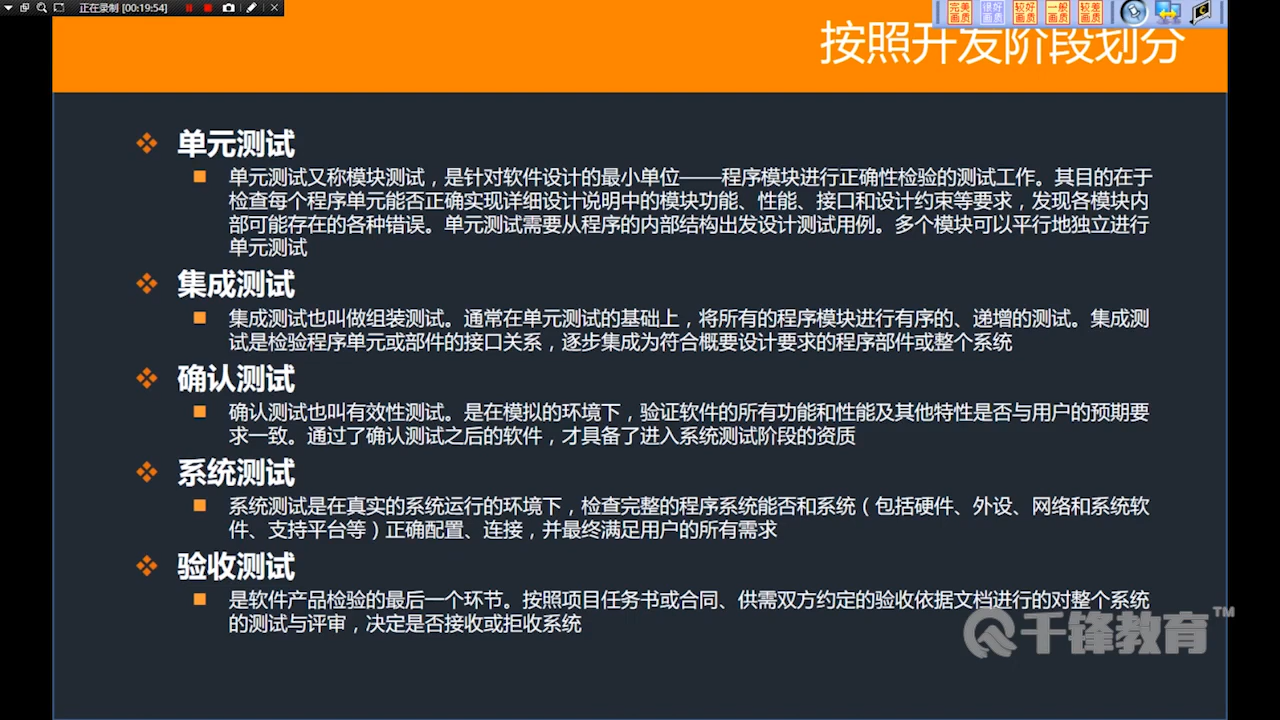 正在录制 [00:19:54]
完美画质 很好画质 较好画质 一般画质 较差画质
按照开发阶段划分
单元测试
单元测试又称模块测试，是针对软件设计的最小单位——程序模块进行正确性检验的测试工作。其目的在于
检查每个程序单元能否正确实现详细设计说明中的模块功能、性能、接口和设计约束等要求，发现各模块内
部可能存在的各种错误。单元测试需要从程序的内部结构出发设计测试用例。多个模块可以平行地独立进行
单元测试
集成测试
集成测试也叫做组装测试。通常在单元测试的基础上，将所有的程序模块进行有序的、递增的测试。集成测
试是检验程序单元或部件的接口关系，逐步集成为符合概要设计要求的程序部件或整个系统
确认测试
确认测试也叫有效性测试。是在模拟的环境下，验证软件的所有功能和性能及其他特性是否与用户的预期要
求一致。通过了确认测试之后的软件，才具备了进入系统测试阶段的资质
系统测试
系统测试是在真实的系统运行的环境下，检查完整的程序系统能否和系统（包括硬件、外设、网络和系统软
件、支持平台等）正确配置、连接，并最终满足用户的所有需求
验收测试
是软件产品检验的最后一个环节。按照项目任务书或合同、供需双方约定的验收依据文档进行的对整个系统
的测试与评审，决定是否接收或拒收系统
千锋教育™